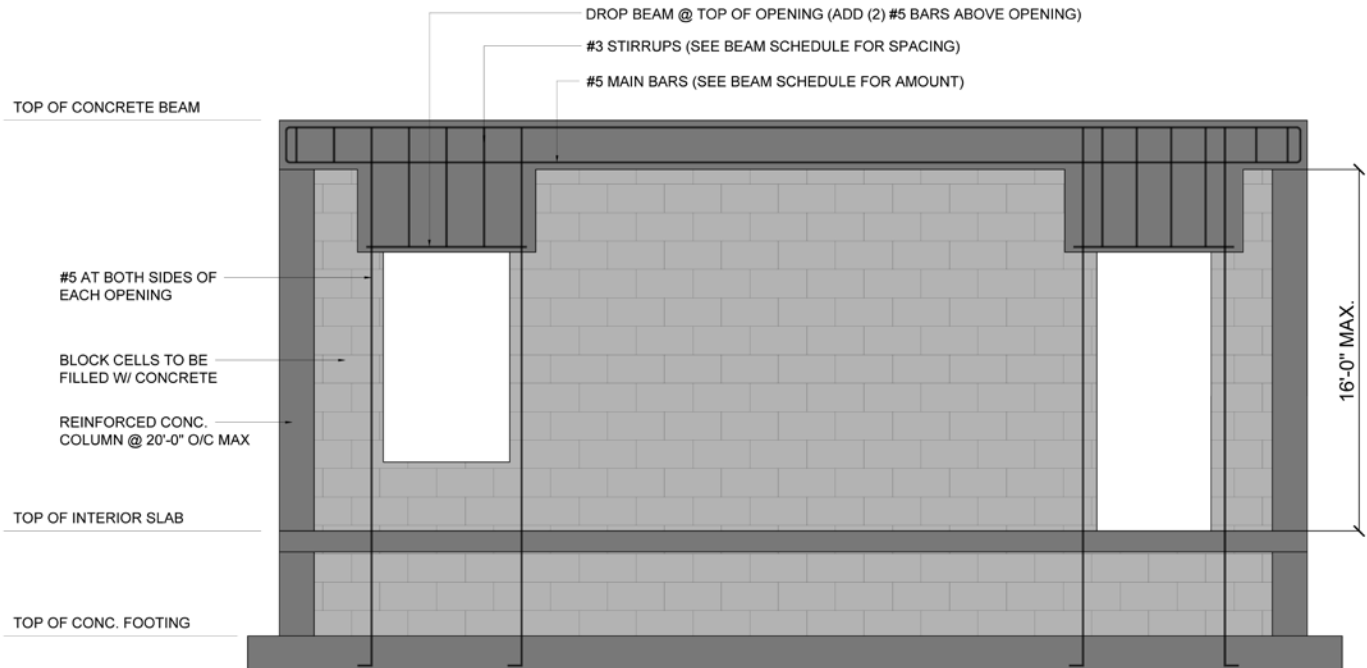 DROP BEAM @ TOP OF OPENING (ADD (2) #5 BARS ABOVE OPENING)
#3 STIRRUPS (SEE BEAM SCHEDULE FOR SPACING)
#5 MAIN BARS (SEE BEAM SCHEDULE FOR AMOUNT)
TOP OF CONCRETE BEAM
#5 AT BOTH SIDES OF
EACH OPENING
BLOCK CELLS TO BE
FILLED W/ CONCRETE
REINFORCED CONC.
COLUMN @ 20'-0" O/C MAX
16'-0" MAX.
TOP OF INTERIOR SLAB
TOP OF CONC. FOOTING